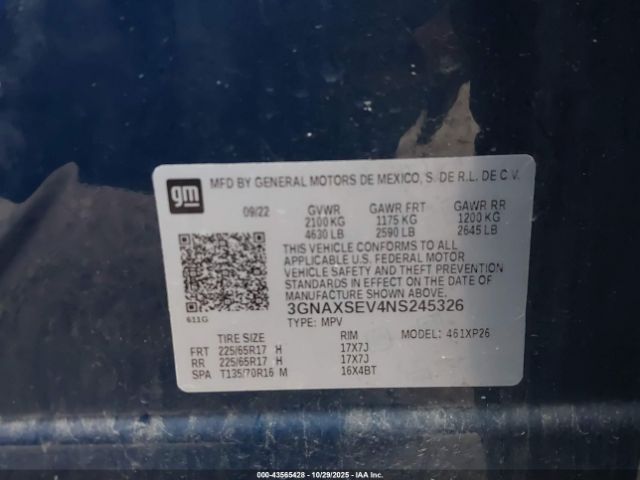 gm
MFD BY GENERAL MOTORS DE MEXICO, S. DE R.L. DE C.V.
09/22 GVWR GAWR FRT GAWR RR
2100 KG 1175 KG 1200 KG
4630 LB 2590 LB 2645 LB
THIS VEHICLE CONFORMS TO ALL
APPLICABLE U.S. FEDERAL MOTOR
VEHICLE SAFETY AND THEFT PREVENTION
STANDARDS IN EFFECT ON THE DATE OF
MANUFACTURE SHOWN ABOVE.
611G
3GNAXSEV4NS245326
TYPE: MPV MODEL: 461XP26
TIRE SIZE RIM
FRT 225/65R17 H 17X7J
RR 225/65R17 H 17X7J
SPA T135/70R16 M 16X4BT
000-43565428 | 10/29/2025 | IAA Inc.